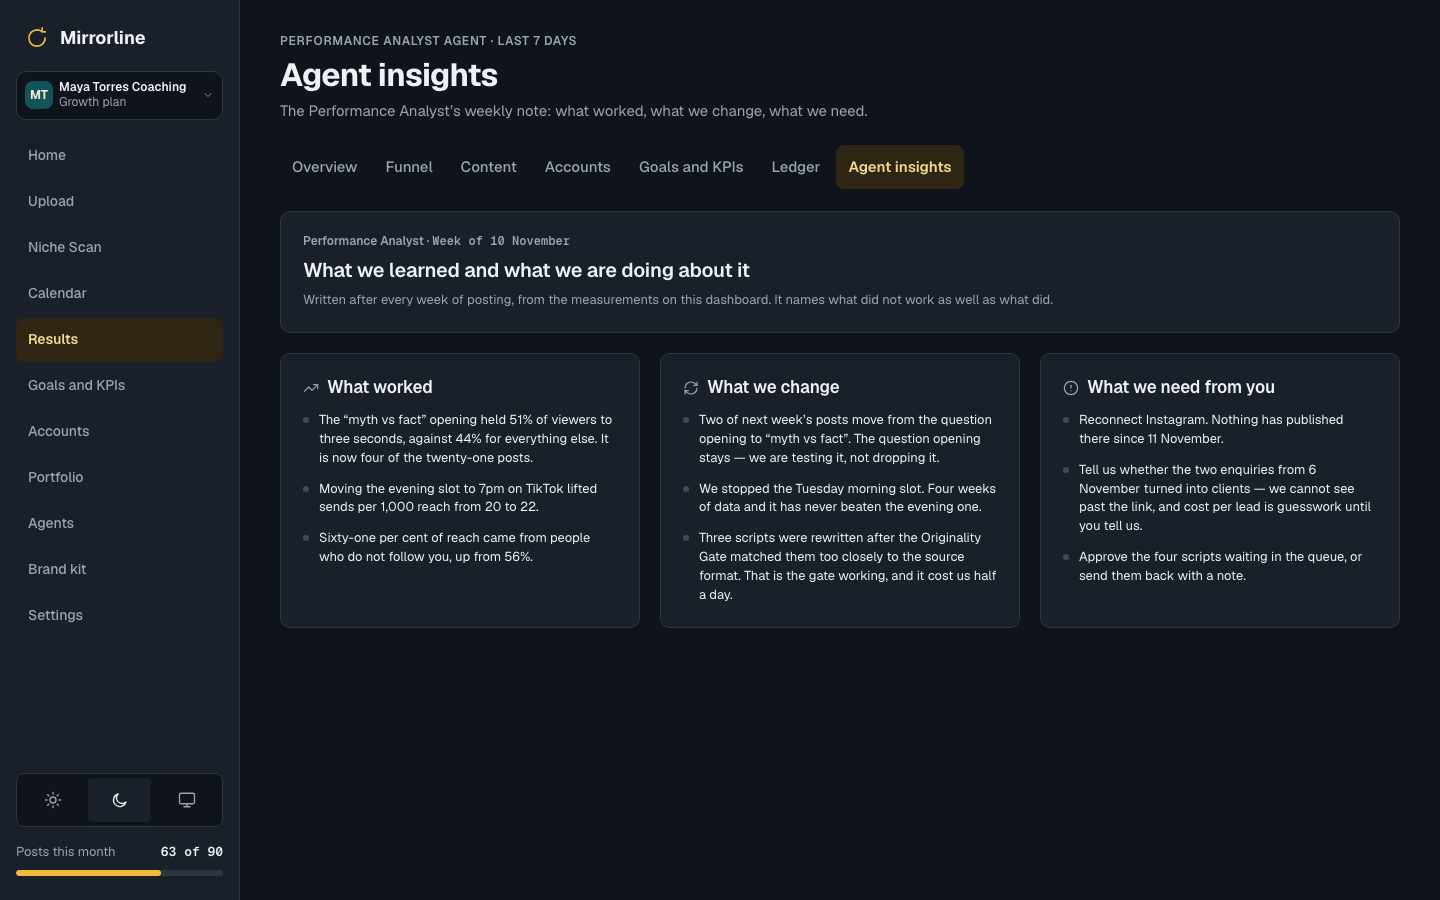 Mirrorline
MT
Maya Torres Coaching
Growth plan
Home
Upload
Niche Scan
Calendar
Results
Goals and KPIs
Accounts
Portfolio
Agents
Brand kit
Settings
Posts this month
63 of 90
PERFORMANCE ANALYST AGENT · LAST 7 DAYS
Agent insights
The Performance Analyst’s weekly note: what worked, what we change, what we need.
Overview
Funnel
Content
Accounts
Goals and KPIs
Ledger
Agent insights
Performance Analyst · Week of 10 November
What we learned and what we are doing about it
Written after every week of posting, from the measurements on this dashboard. It names what did not work as well as what did.
What worked
The “myth vs fact” opening held 51% of viewers to
three seconds, against 44% for everything else. It
is now four of the twenty-one posts.
Moving the evening slot to 7pm on TikTok lifted
sends per 1,000 reach from 20 to 22.
Sixty-one per cent of reach came from people
who do not follow you, up from 56%.
What we change
Two of next week’s posts move from the question
opening to “myth vs fact”. The question opening
stays — we are testing it, not dropping it.
We stopped the Tuesday morning slot. Four weeks
of data and it has never beaten the evening one.
Three scripts were rewritten after the Originality
Gate matched them too closely to the source
format. That is the gate working, and it cost us half
a day.
What we need from you
Reconnect Instagram. Nothing has published
there since 11 November.
Tell us whether the two enquiries from 6
November turned into clients — we cannot see
past the link, and cost per lead is guesswork until
you tell us.
Approve the four scripts waiting in the queue, or
send them back with a note.